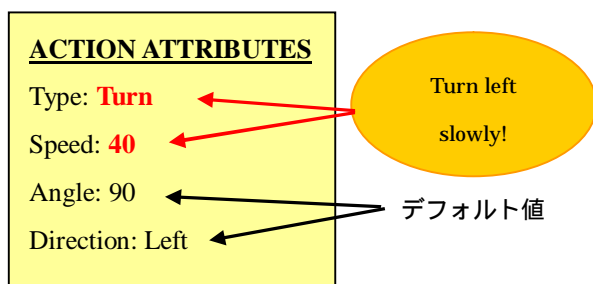 ACTION ATTRIBUTES
Type: Turn
Speed: 40
Angle: 90
Direction: Left
Turn left
slowly!
デフォルト値